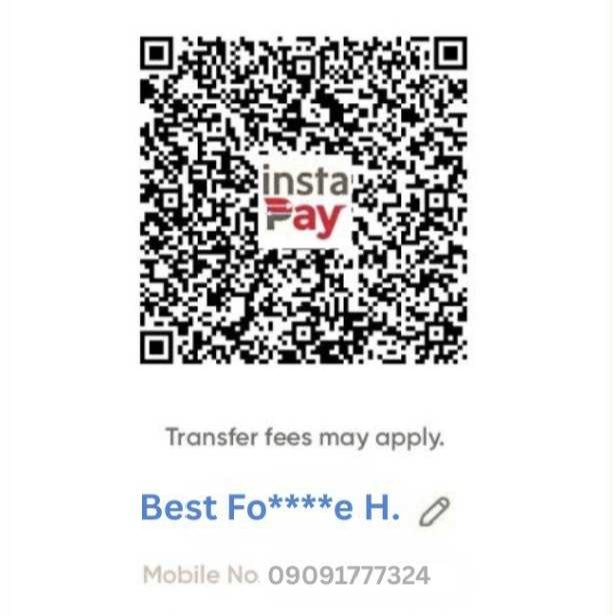 insta
Pay
Transfer fees may apply.
Best Fo****e H.
Mobile No. 09091777324